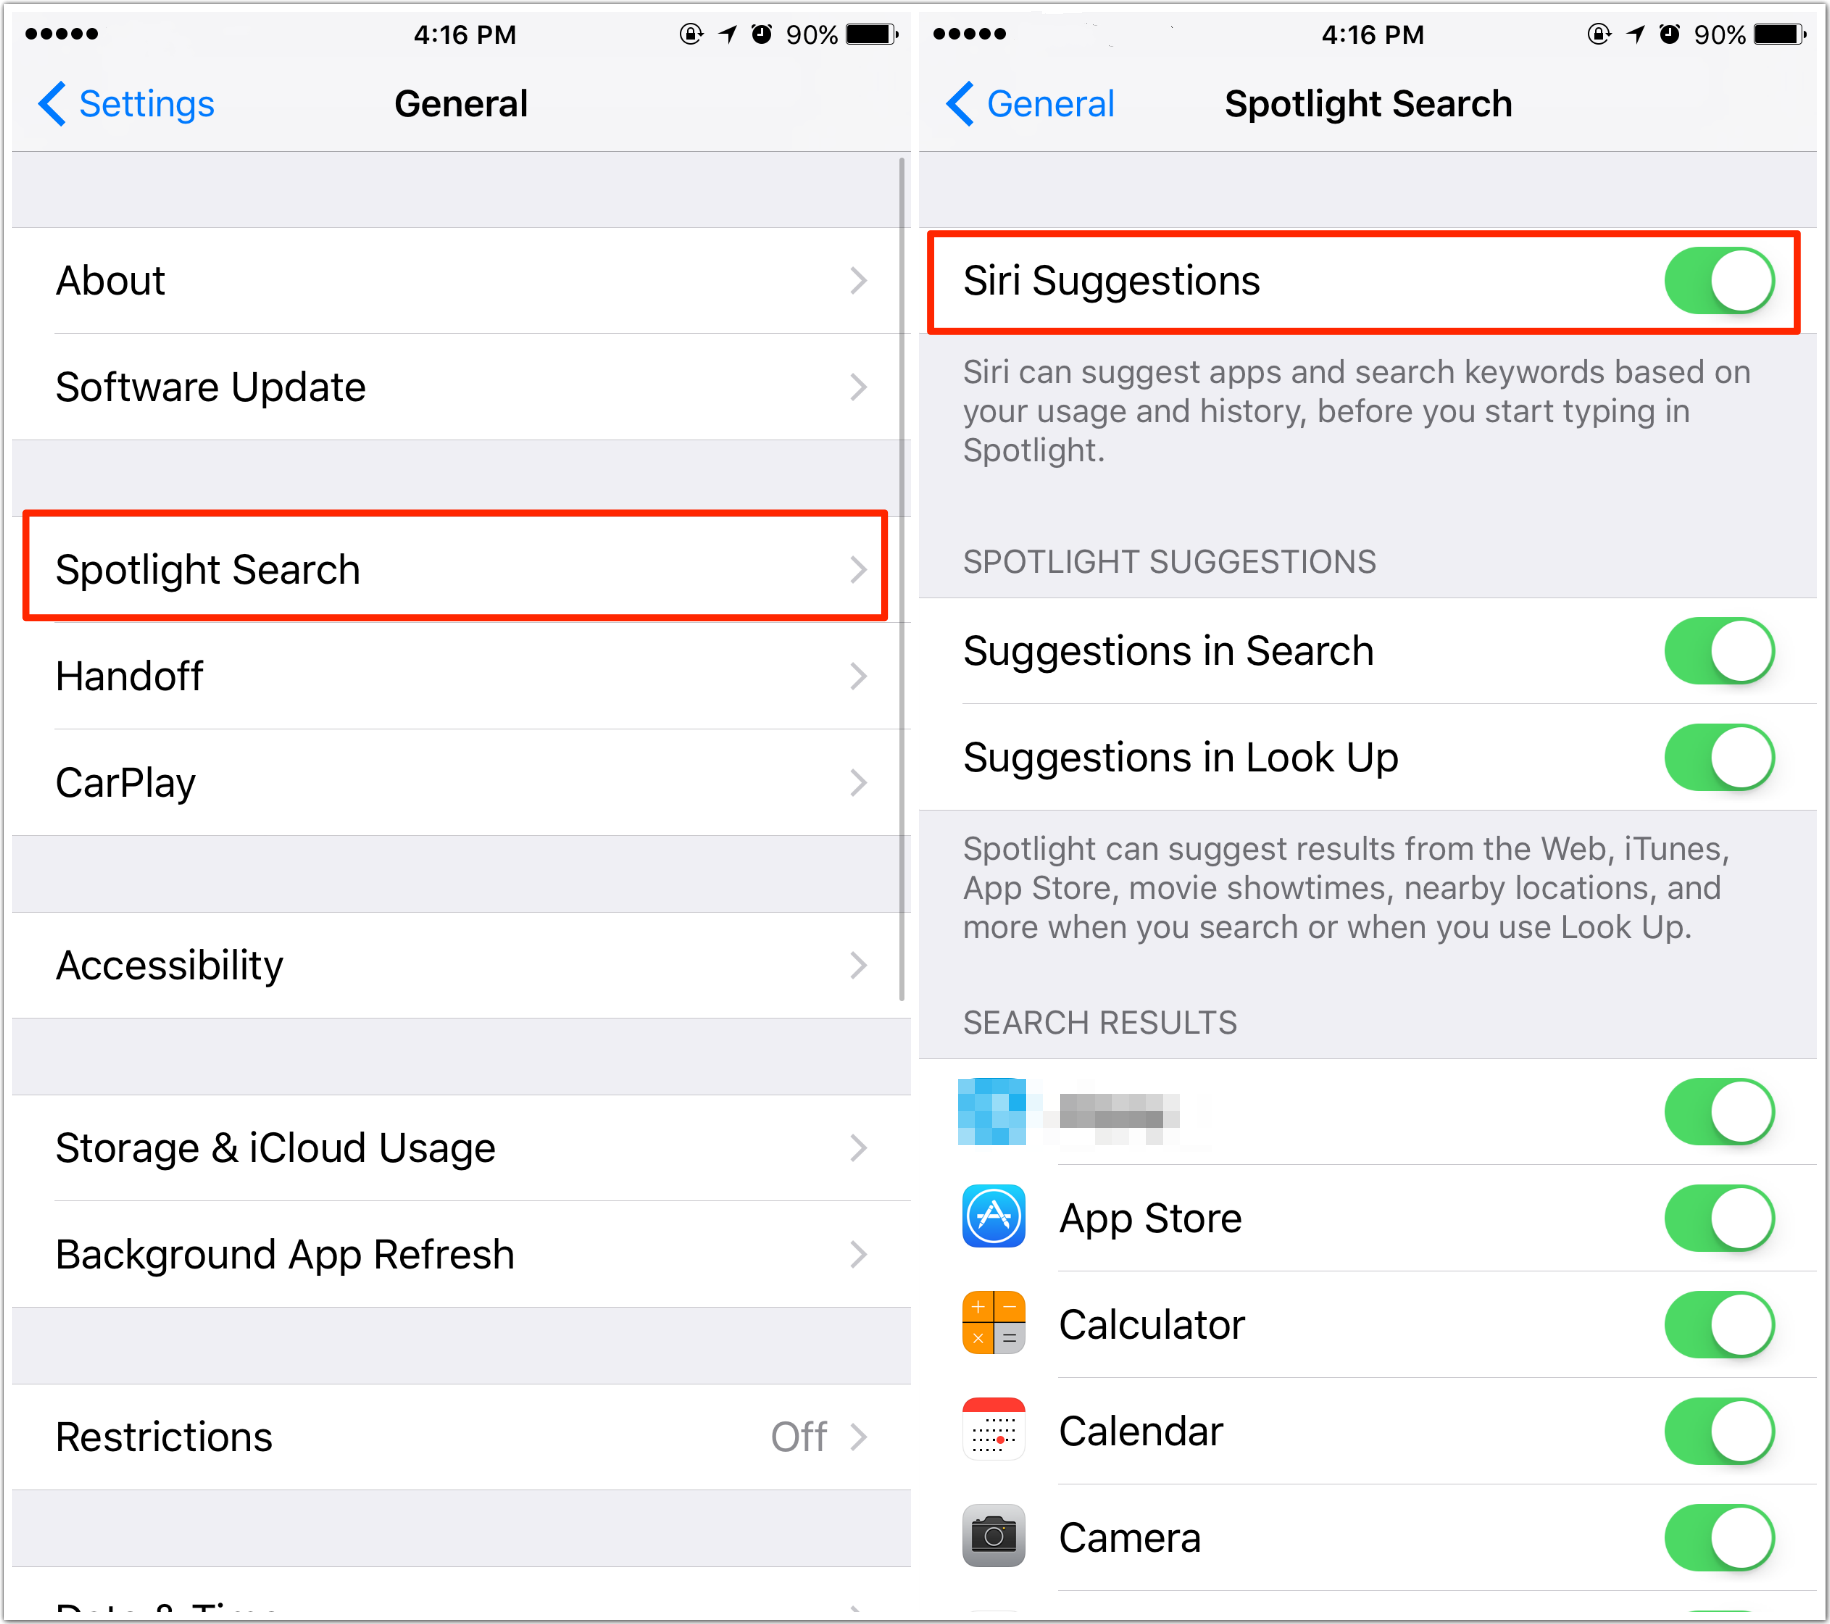 4:16 PM
90%
Settings
General
About
Software Update
Spotlight Search
Handoff
CarPlay
Accessibility
Storage & iCloud Usage
Background App Refresh
Restrictions
Off
Date & Time
4:16 PM
90%
General
Spotlight Search
Siri Suggestions
Siri can suggest apps and search keywords based on
your usage and history, before you start typing in
Spotlight.
SPOTLIGHT SUGGESTIONS
Suggestions in Search
Suggestions in Look Up
Spotlight can suggest results from the Web, iTunes,
App Store, movie showtimes, nearby locations, and
more when you search or when you use Look Up.
SEARCH RESULTS
App Store
Calculator
Calendar
Camera